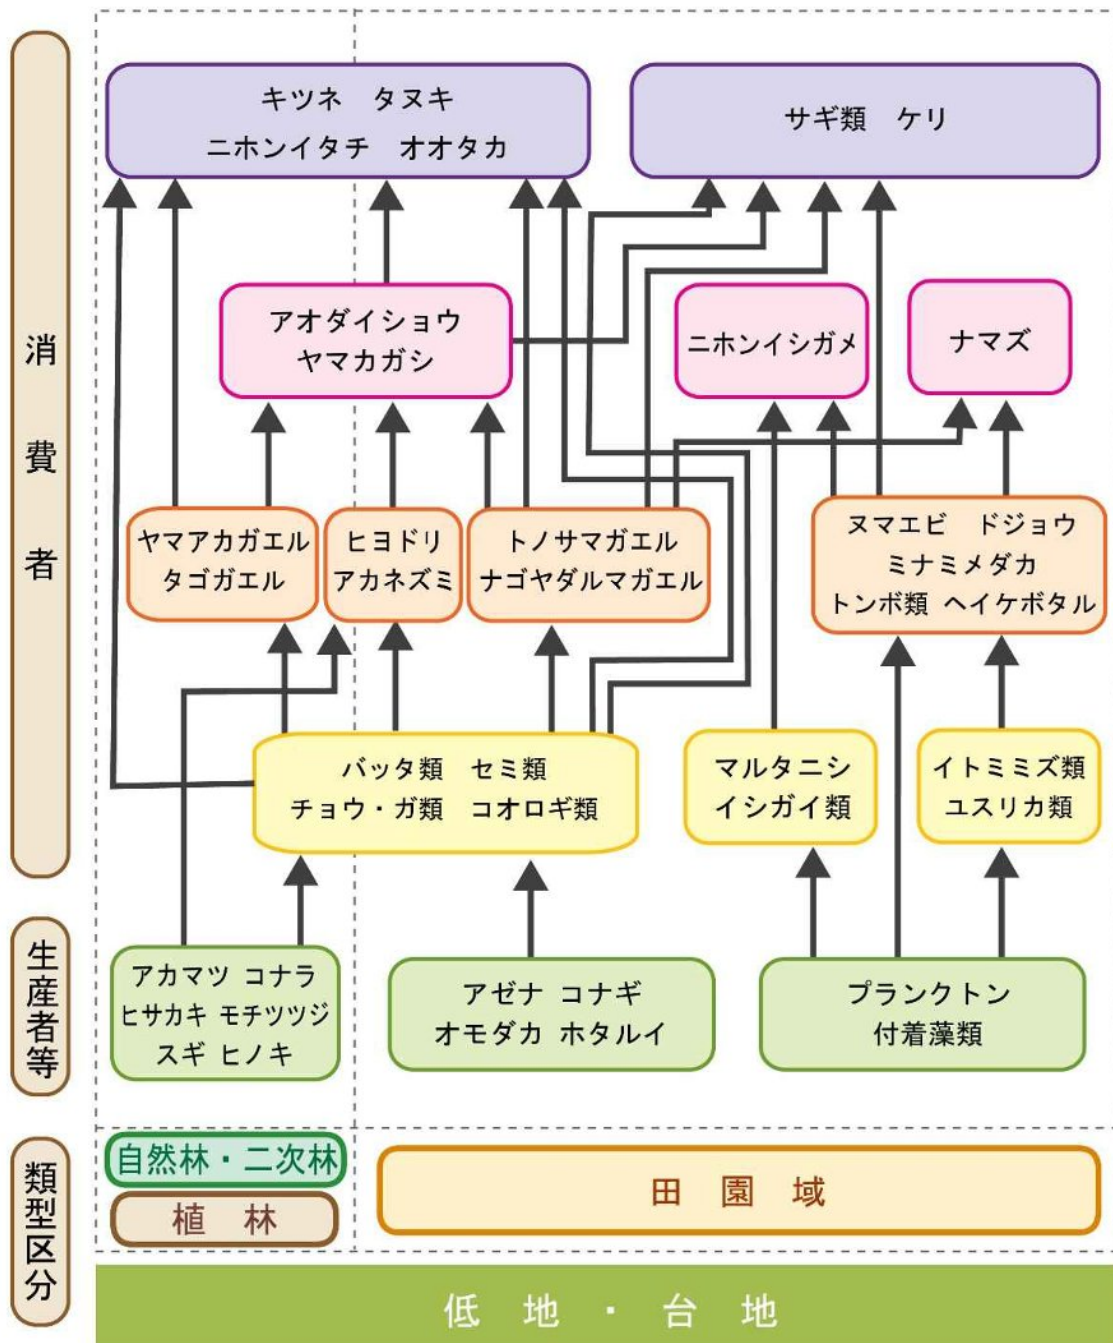 消費者
キツネ タヌキ
ニホンイタチ オオタカ
サギ類 ケリ
アオダイショウ
ヤマカガシ
ニホンイシガメ
ナマズ
ヤマアカガエル
タゴガエル
ヒヨドリ
アカネズミ
トノサマガエル
ナゴヤダルマガエル
ヌマエビ ドジョウ
ミナミメダカ
トンボ類 ヘイケボタル
バッタ類 セミ類
チョウ・ガ類 コオロギ類
マルタニシ
イシガイ類
イトミミズ類
ユスリカ類
生産者等
アカマツ コナラ
ヒサカキ モチツツジ
スギ ヒノキ
アゼナ コナギ
オモダカ ホタルイ
プランクトン
付着藻類
類型区分
自然林・二次林
植林
田園域
低地・台地